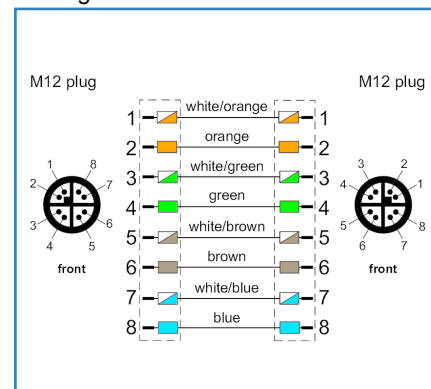 M12 plug
M12 plug
1 white/orange 1
2 orange 2
3 white/green 3
4 green 4
5 white/brown 5
6 brown 6
7 white/blue 7
8 blue 8
1 8
2 7
3 6
4 5
front
3 2
4 1
5 8
6 7
front